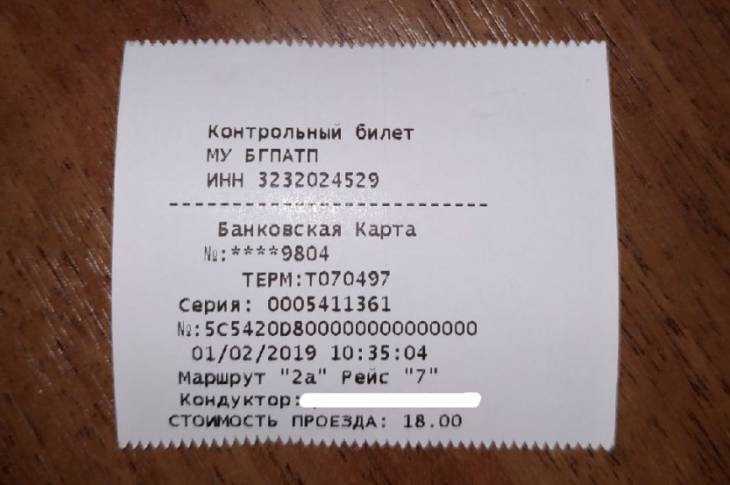 Контрольный билет
МУ БГПАТП
ИНН 3232024529
--------------------------
Банковская Карта
№:****9804
ТЕРМ:Т070497
Серия: 0005411361
№:5C5420D800000000000000
01/02/2019 10:35:04
Маршрут "2а" Рейс "7"
Кондуктор:
СТОИМОСТЬ ПРОЕЗДА: 18.00